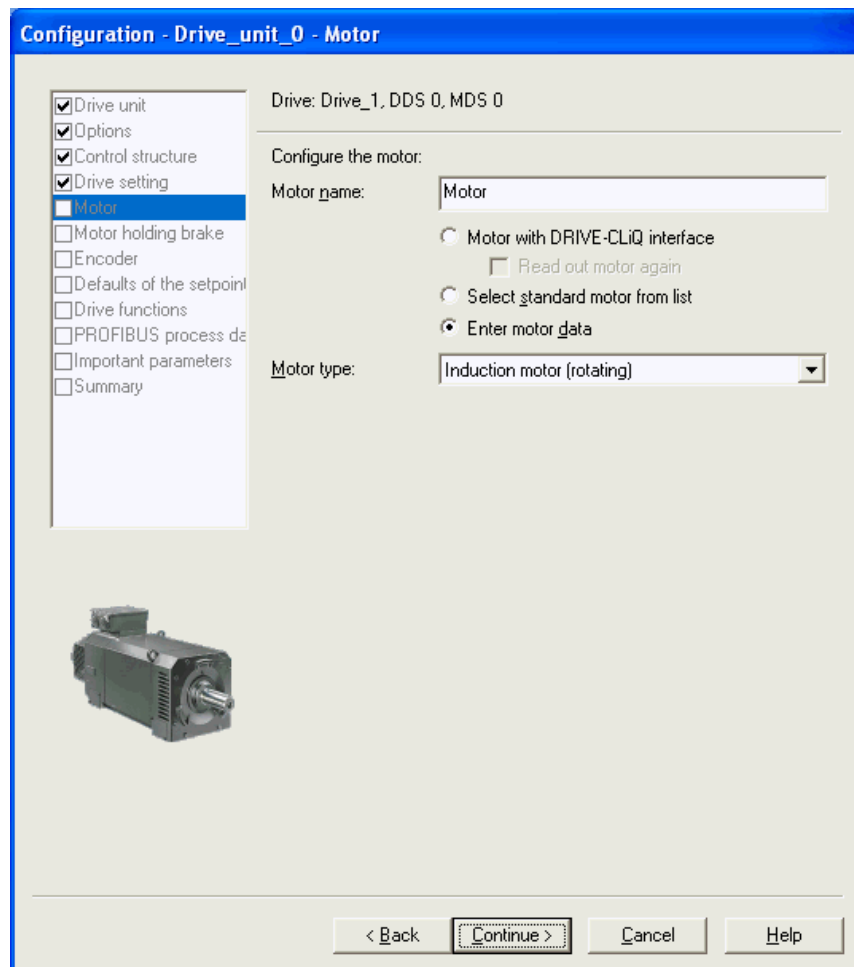 Configuration - Drive_unit_0 - Motor
Drive unit
Options
Control structure
Drive setting
Motor
Motor holding brake
Encoder
Defaults of the setpoint
Drive functions
PROFIBUS process da
Important parameters
Summary
Drive: Drive_1, DDS 0, MDS 0
Configure the motor:
Motor name: Motor
Motor with DRIVE-CLiQ interface
Read out motor again
Select standard motor from list
Enter motor data
Motor type: Induction motor (rotating)
< Back Continue > Cancel Help